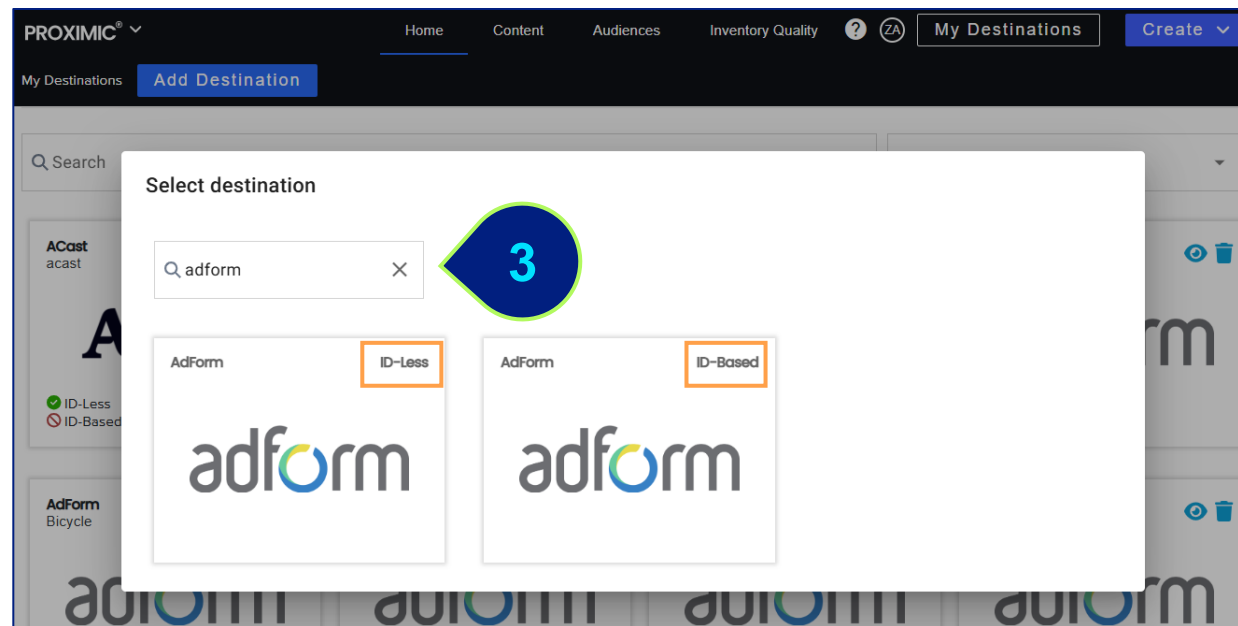 PROXIMIC®
Home
Content
Audiences
Inventory Quality
?
ZA
My Destinations
Create
My Destinations
Add Destination
Search
Select destination
adform
3
ACast
acast
ID-Less
ID-Based
AdForm
ID-Less
adform
AdForm
ID-Based
adform
AdForm
Bicycle